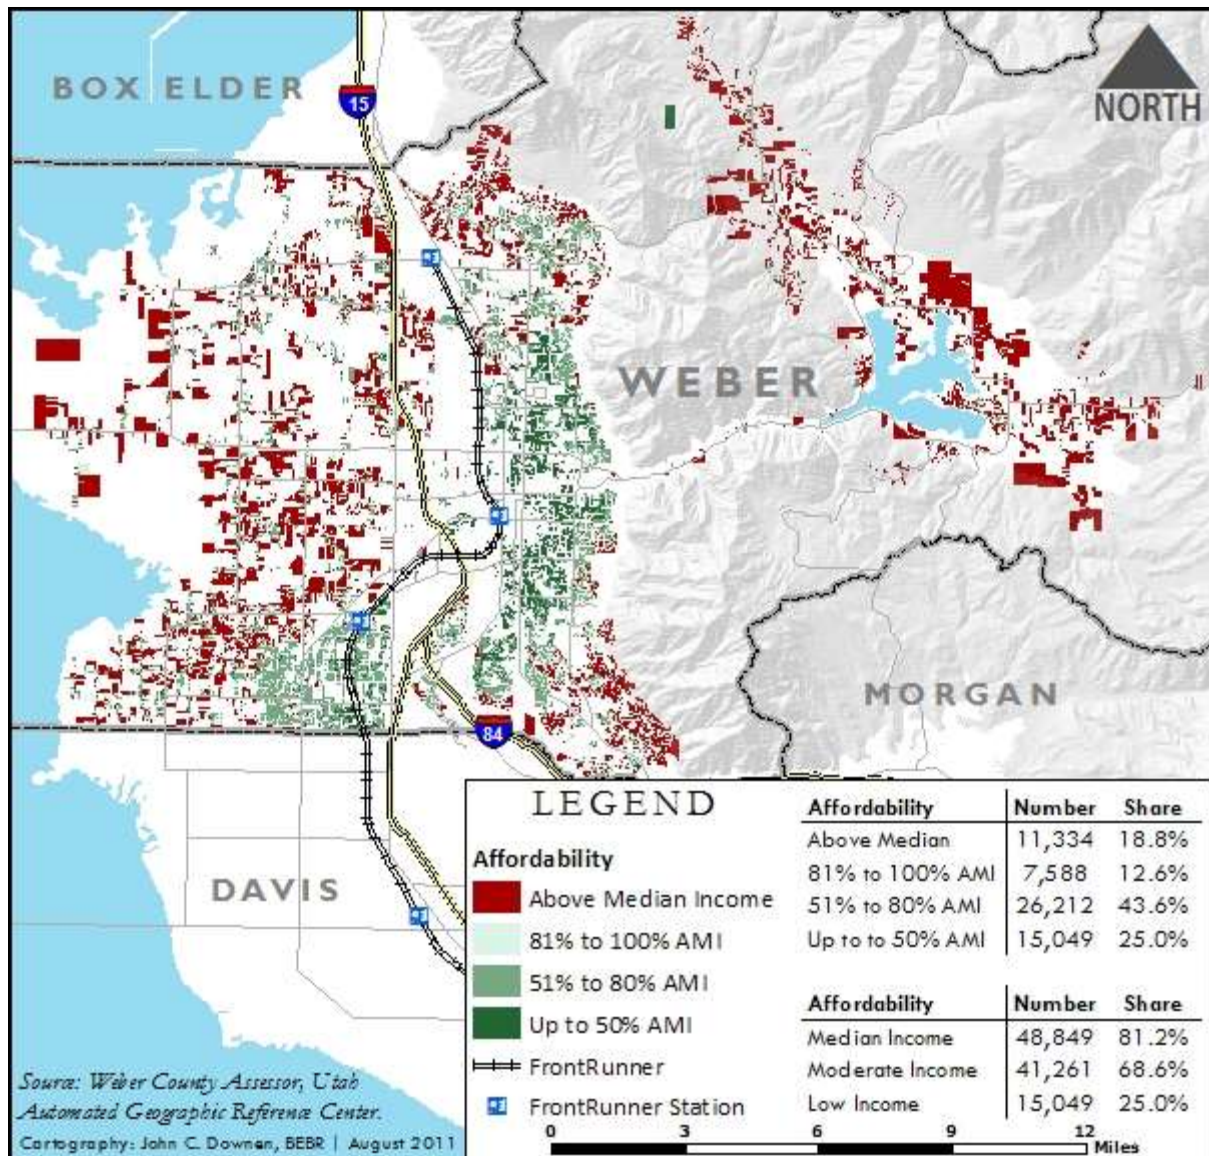 BOX ELDER
15
NORTH
WEBER
MORGAN
84
DAVIS
LEGEND
Affordability
Above Median Income
81% to 100% AMI
51% to 80% AMI
Up to 50% AMI
FrontRunner
FrontRunner Station
Affordability Number Share
Above Median 11,334 18.8%
81% to 100% AMI 7,588 12.6%
51% to 80% AMI 26,212 43.6%
Up to to 50% AMI 15,049 25.0%
Affordability Number Share
Median Income 48,849 81.2%
Moderate Income 41,261 68.6%
Low Income 15,049 25.0%
Source: Weber County Assessor, Utah
Automated Geographic Reference Center.
Cartography: John C. Downen, BEBR | August 2011
0 3 6 9 12
Miles